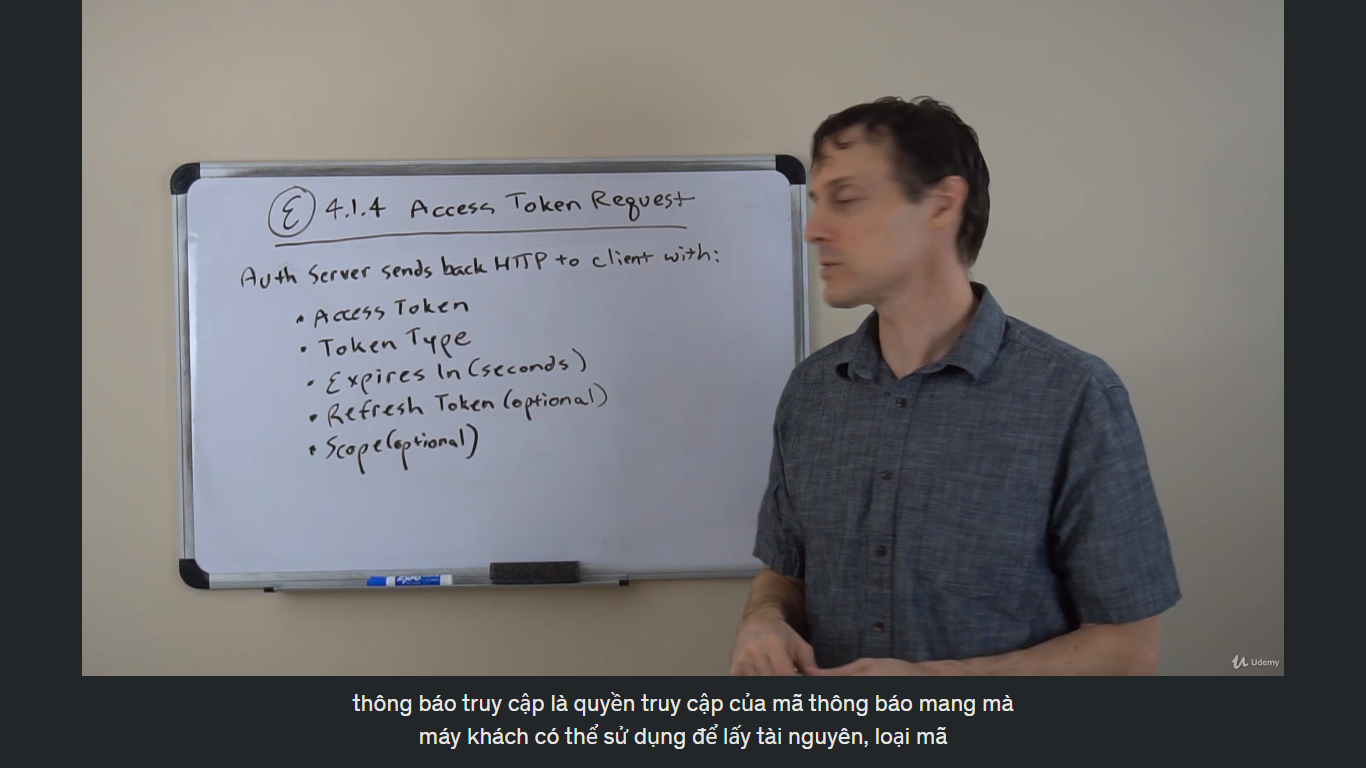 E 4.1.4 Access Token Request
Auth Server sends back HTTP to client with:
• Access Token
• Token Type
• Expires In (seconds)
• Refresh Token (optional)
• Scope (optional)
EXPO
Udemy
thông báo truy cập là quyền truy cập của mã thông báo mang mà
máy khách có thể sử dụng để lấy tài nguyên, loại mã